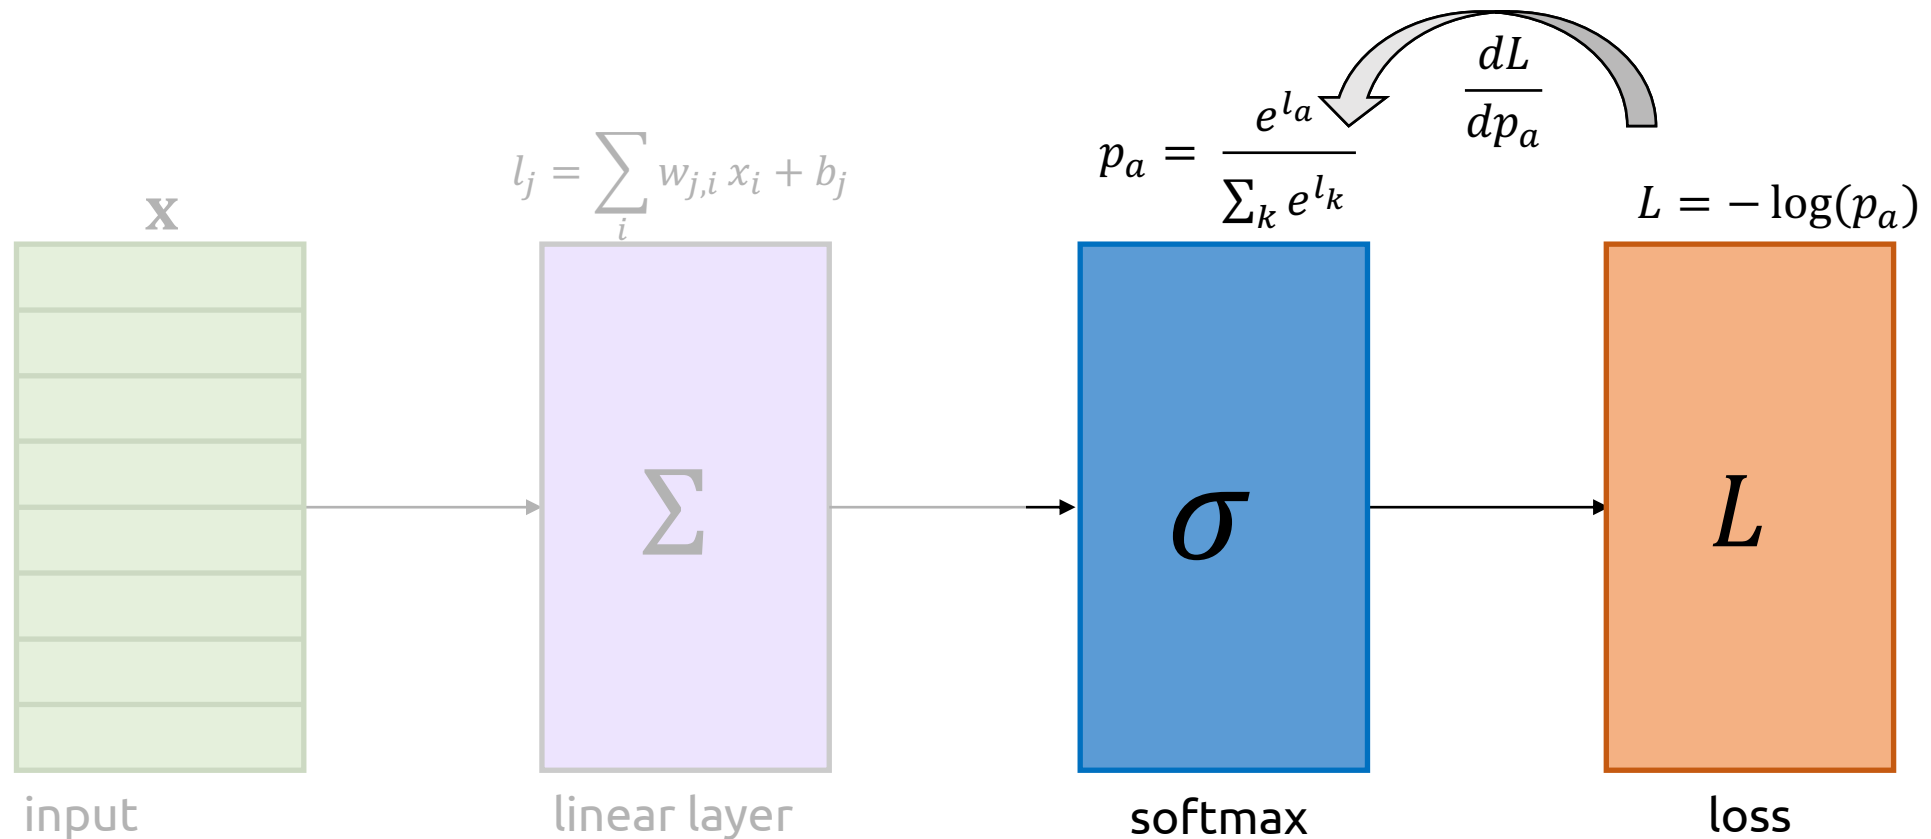 x
l_j = ∑_i w_{j,i} x_i + b_j
p_a = e^{l_a} / ∑_k e^{l_k}
dL / dp_a
L = − log(p_a)
Σ
σ
L
input
linear layer
softmax
loss